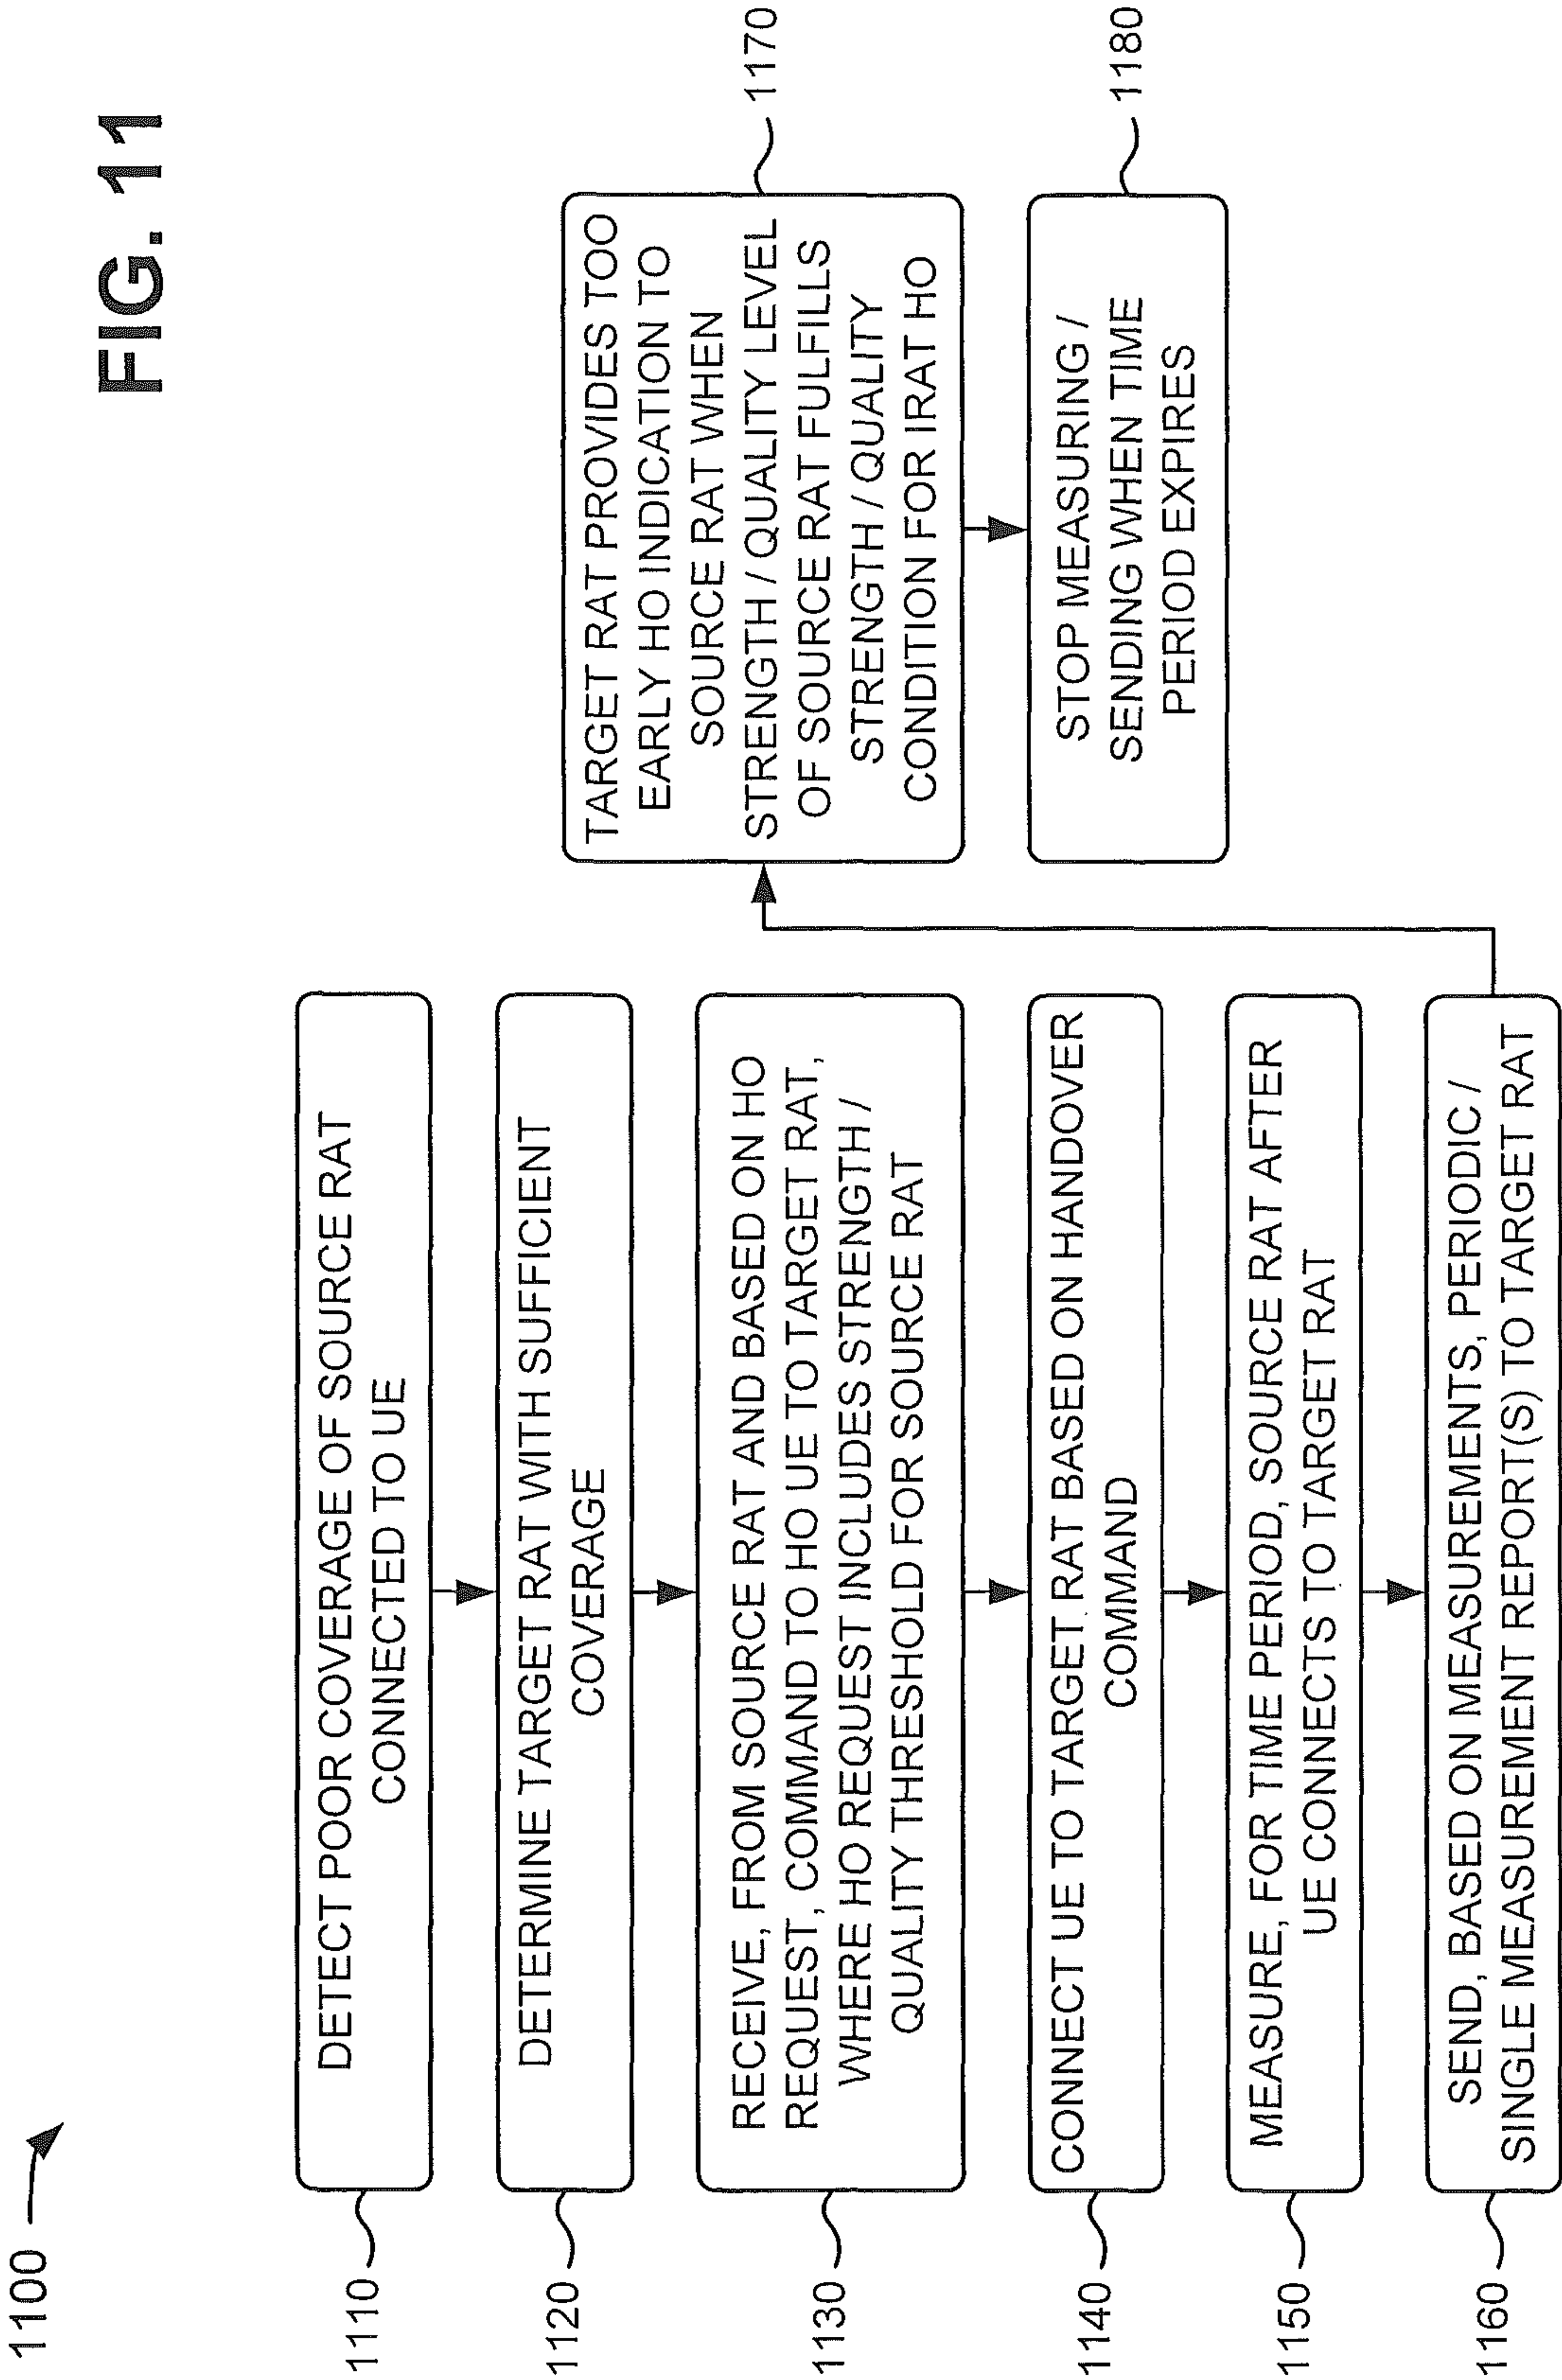 FIG. 11
1100
1110
DETECT POOR COVERAGE OF SOURCE RAT
CONNECTED TO UE
1120
DETERMINE TARGET RAT WITH SUFFICIENT
COVERAGE
1130
RECEIVE, FROM SOURCE RAT AND BASED ON HO
REQUEST, COMMAND TO HO UE TO TARGET RAT,
WHERE HO REQUEST INCLUDES STRENGTH /
QUALITY THRESHOLD FOR SOURCE RAT
1140
CONNECT UE TO TARGET RAT BASED ON HANDOVER
COMMAND
1150
MEASURE, FOR TIME PERIOD, SOURCE RAT AFTER
UE CONNECTS TO TARGET RAT
1160
SEND, BASED ON MEASUREMENTS, PERIODIC /
SINGLE MEASUREMENT REPORT(S) TO TARGET RAT
1170
TARGET RAT PROVIDES TOO
EARLY HO INDICATION TO
SOURCE RAT WHEN
STRENGTH / QUALITY LEVEL
OF SOURCE RAT FULFILLS
STRENGTH / QUALITY
CONDITION FOR IRAT HO
1180
STOP MEASURING /
SENDING WHEN TIME
PERIOD EXPIRES